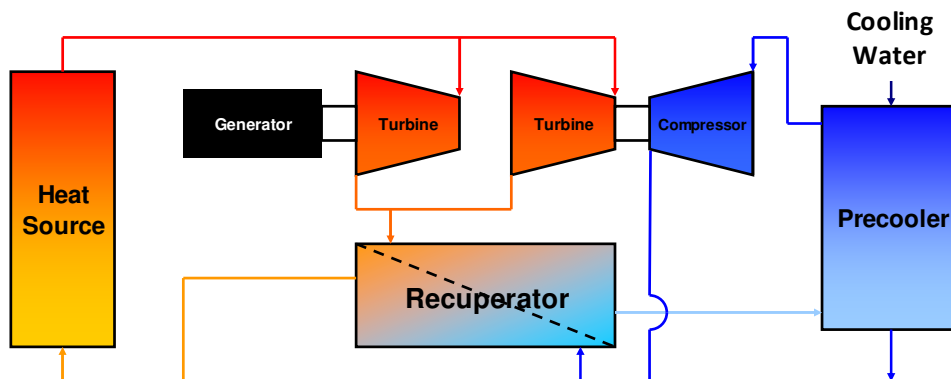 Cooling
Water
Generator
Turbine
Turbine
Compressor
Heat
Source
Precooler
Recuperator